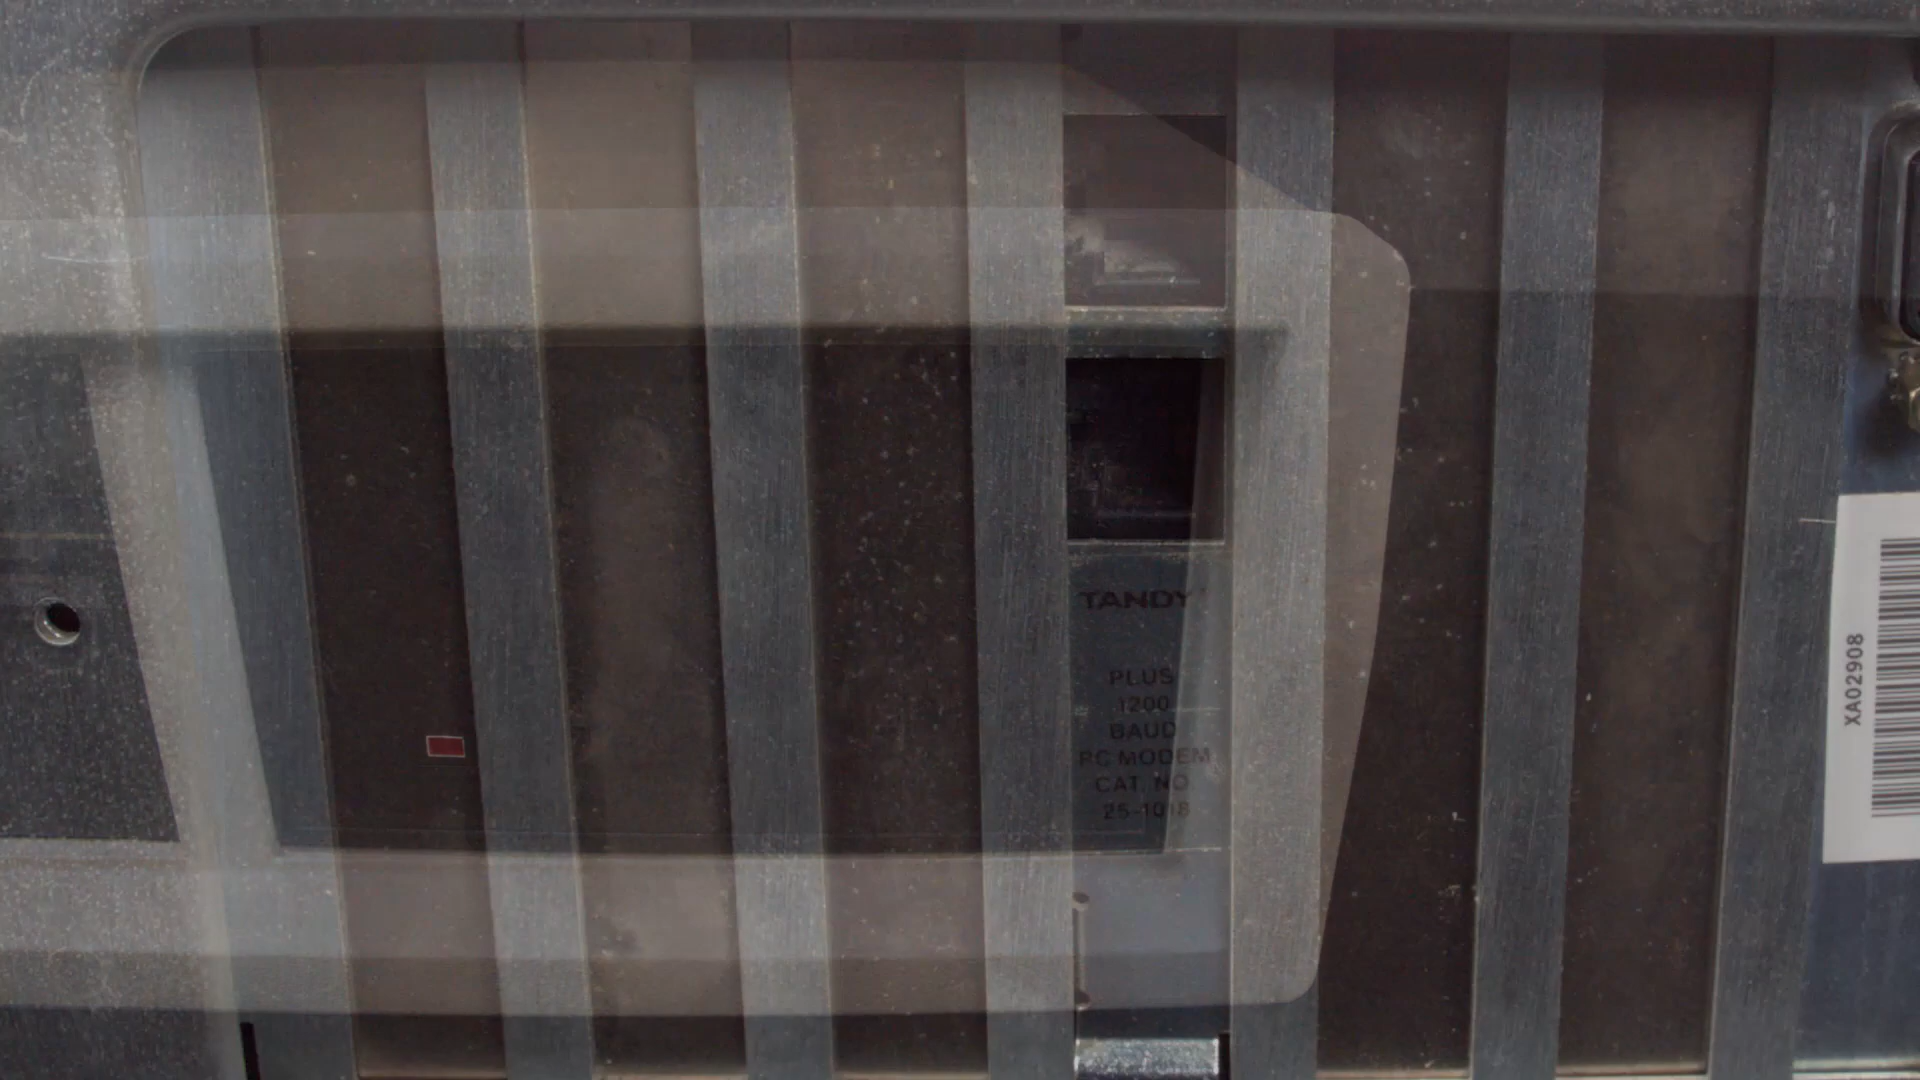 TANDY
PLUS
1200
BAUD
PC MODEM
CAT. NO.
25-1018
XA02908